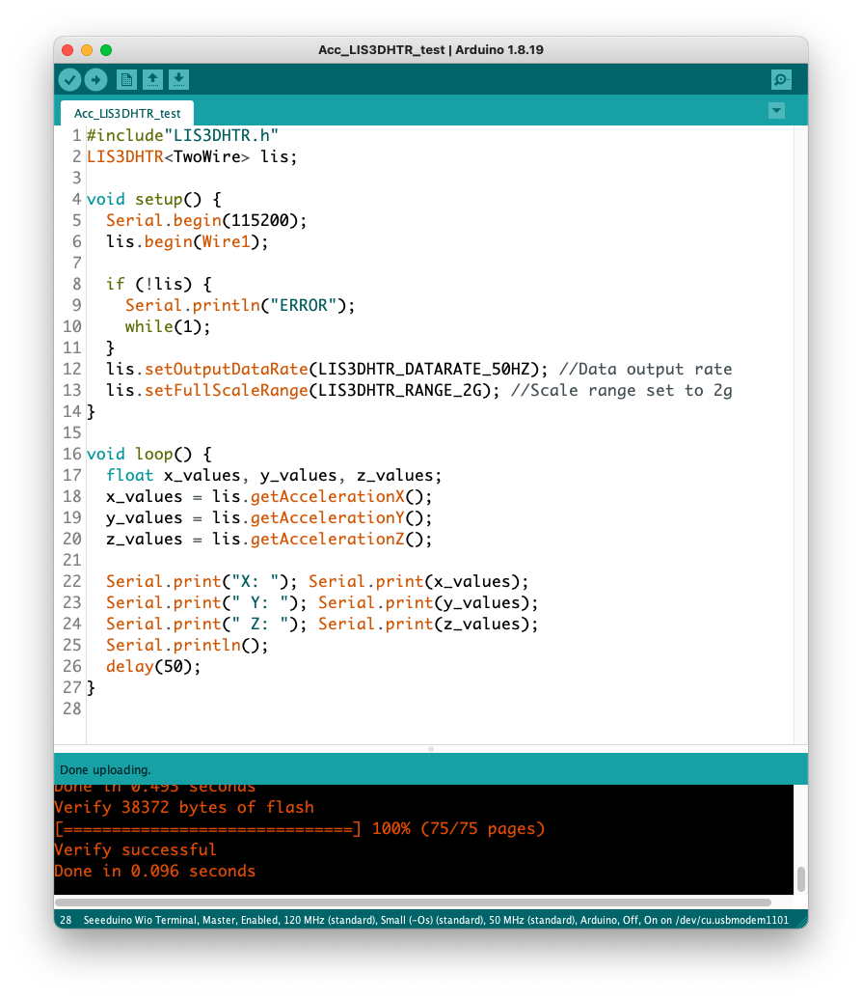 Acc_LIS3DHTR_test | Arduino 1.8.19
Acc_LIS3DHTR_test
1 #include"LIS3DHTR.h"
2 LIS3DHTR<TwoWire> lis;
3
4 void setup() {
5   Serial.begin(115200);
6   lis.begin(Wire1);
7
8   if (!lis) {
9     Serial.println("ERROR");
10     while(1);
11   }
12   lis.setOutputDataRate(LIS3DHTR_DATARATE_50HZ); //Data output rate
13   lis.setFullScaleRange(LIS3DHTR_RANGE_2G); //Scale range set to 2g
14 }
15
16 void loop() {
17   float x_values, y_values, z_values;
18   x_values = lis.getAccelerationX();
19   y_values = lis.getAccelerationY();
20   z_values = lis.getAccelerationZ();
21
22   Serial.print("X: "); Serial.print(x_values);
23   Serial.print(" Y: "); Serial.print(y_values);
24   Serial.print(" Z: "); Serial.print(z_values);
25   Serial.println();
26   delay(50);
27 }
28
Done uploading.
Done in 0.493 seconds
Verify 38372 bytes of flash
[==============================] 100% (75/75 pages)
Verify successful
Done in 0.096 seconds
28 Seeeduino Wio Terminal, Master, Enabled, 120 MHz (standard), Small (-Os) (standard), 50 MHz (standard), Arduino, Off, On on /dev/cu.usbmodem1101